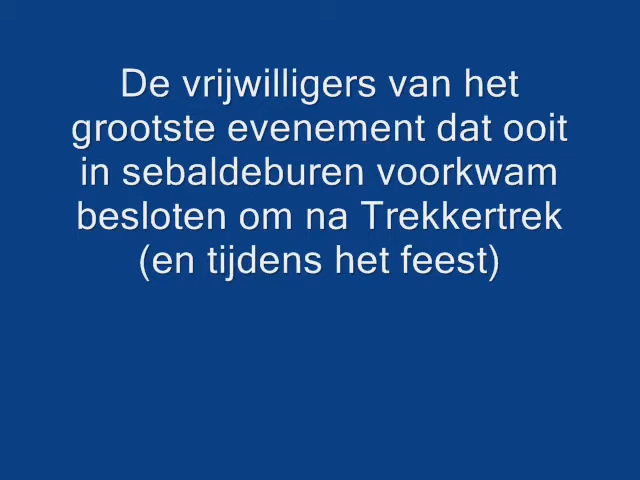 De vrijwilligers van het
grootste evenement dat ooit
in sebaldeburen voorkwam
besloten om na Trekkertrek
(en tijdens het feest)